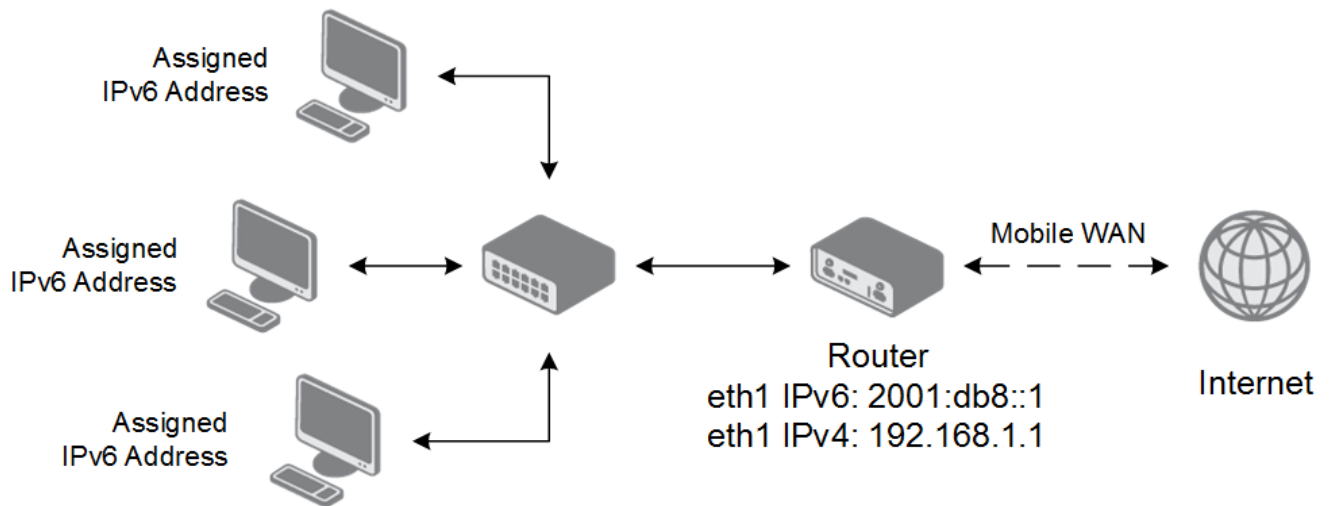 Assigned
IPv6 Address
Assigned
IPv6 Address
Assigned
IPv6 Address
Mobile WAN
Router
eth1 IPv6: 2001:db8::1
eth1 IPv4: 192.168.1.1
Internet